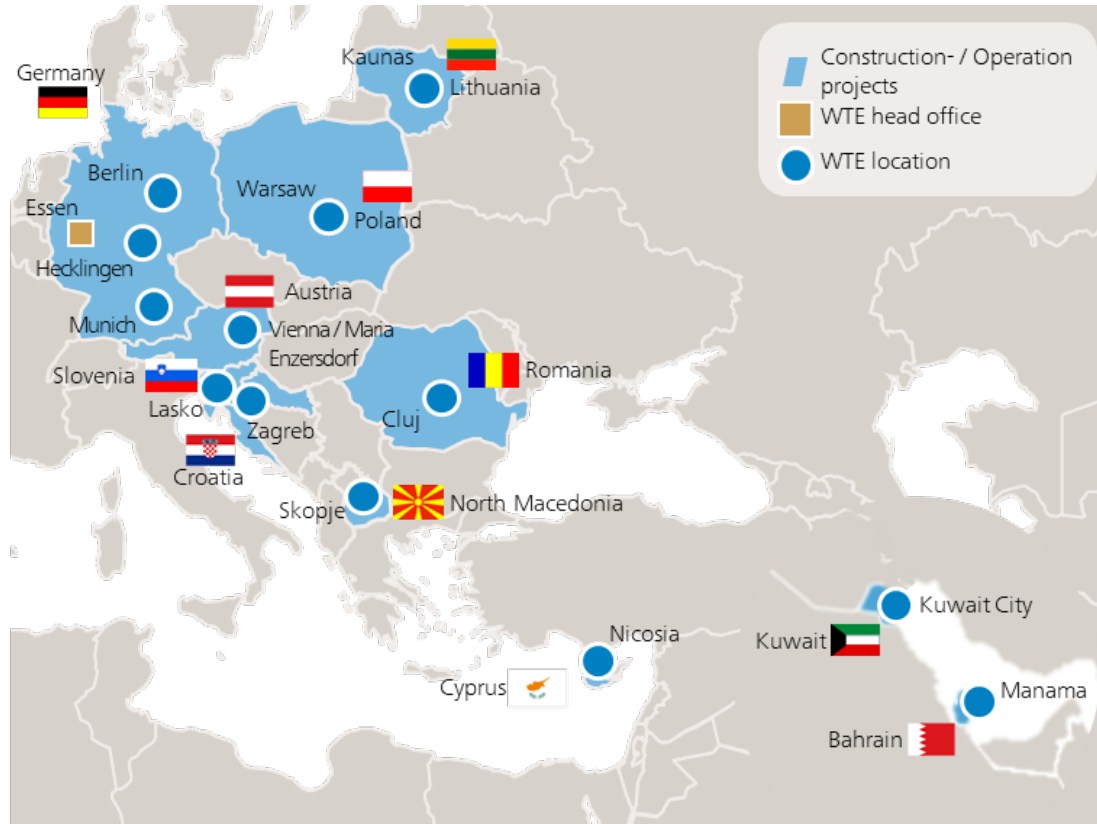 Kaunas
Lithuania
Germany
Construction- / Operation
projects
WTE head office
WTE location
Berlin
Warsaw
Poland
Essen
Hecklingen
Munich
Austria
Vienna / Maria
Enzersdorf
Slovenia
Lasko
Zagreb
Croatia
Romania
Cluj
Skopje
North Macedonia
Kuwait City
Kuwait
Nicosia
Cyprus
Manama
Bahrain